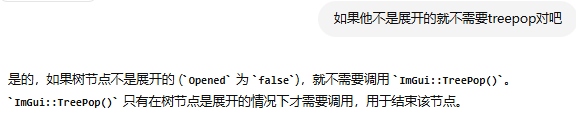 如果他不是展开的就不需要treepop对吧
是的，如果树节点不是展开的 (`Opened` 为 `false`)，就不需要调用 `ImGui::TreePop()`。
`ImGui::TreePop()` 只有在树节点是展开的情况下才需要调用，用于结束该节点。